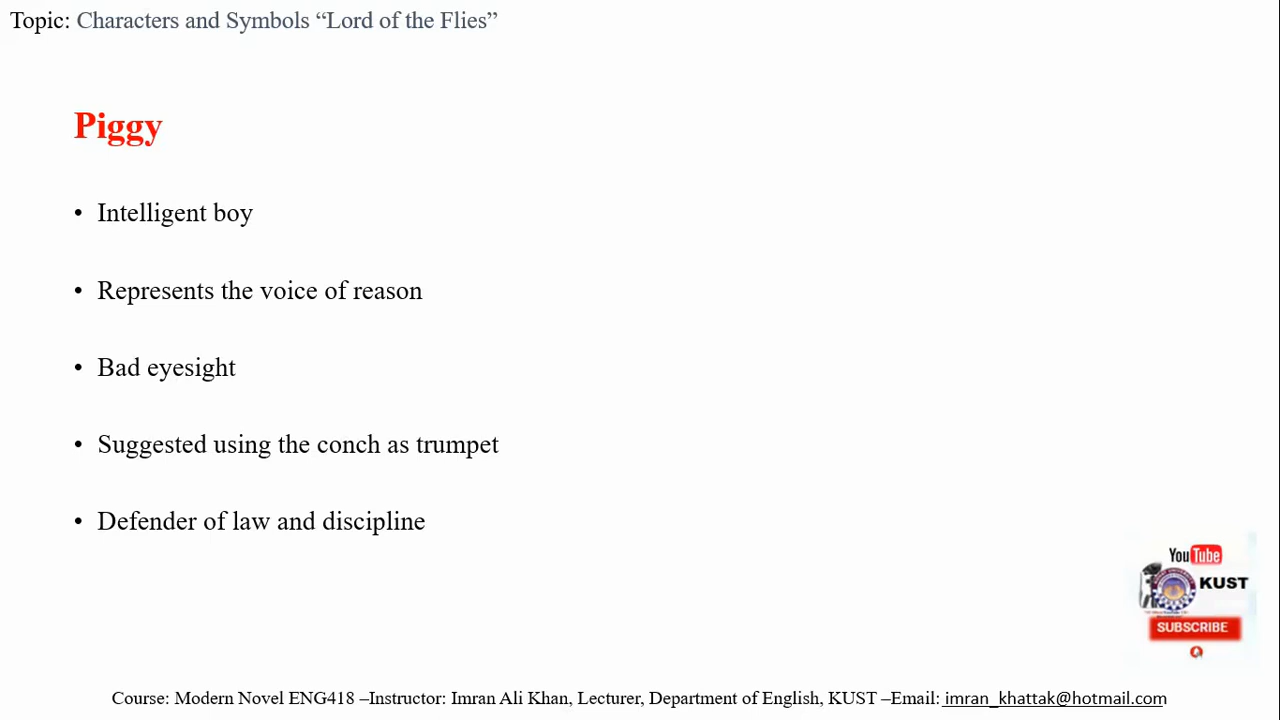 Topic: Characters and Symbols “Lord of the Flies”
Piggy
• Intelligent boy
• Represents the voice of reason
• Bad eyesight
• Suggested using the conch as trumpet
• Defender of law and discipline
YouTube
KUST
SUBSCRIBE
Course: Modern Novel ENG418 –Instructor: Imran Ali Khan, Lecturer, Department of English, KUST –Email: imran_khattak@hotmail.com